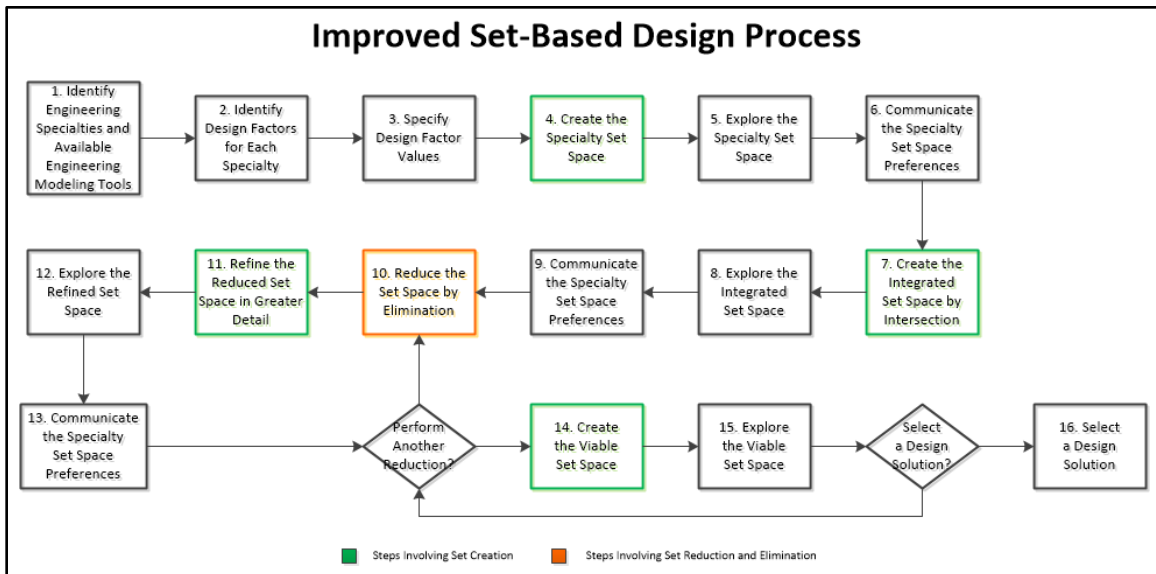 Improved Set-Based Design Process
1. Identify
Engineering
Specialties and
Available
Engineering
Modeling Tools
2. Identify
Design Factors
for Each
Specialty
3. Specify
Design Factor
Values
4. Create the
Specialty Set
Space
5. Explore the
Specialty Set
Space
6. Communicate
the Specialty
Set Space
Preferences
7. Create the
Integrated
Set Space by
Intersection
8. Explore the
Integrated
Set Space
9. Communicate
the Specialty
Set Space
Preferences
10. Reduce the
Set Space by
Elimination
11. Refine the
Reduced Set
Space in Greater
Detail
12. Explore the
Refined Set
Space
13. Communicate
the Specialty
Set Space
Preferences
Perform
Another
Reduction?
14. Create
the Viable
Set Space
15. Explore
the Viable
Set Space
Select
a Design
Solution?
16. Select
a Design
Solution
Steps Involving Set Creation
Steps Involving Set Reduction and Elimination